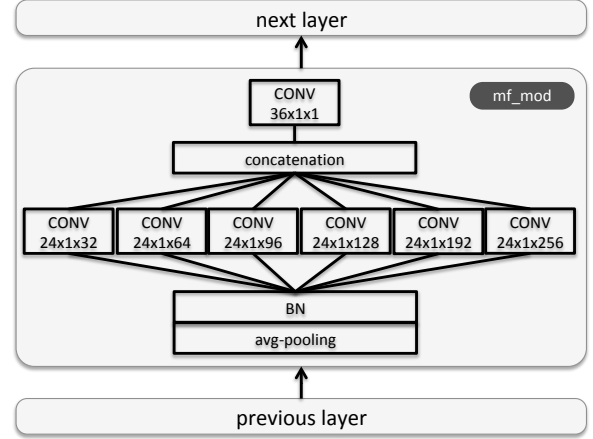 next layer
mf_mod
CONV
36x1x1
concatenation
CONV
24x1x32
CONV
24x1x64
CONV
24x1x96
CONV
24x1x128
CONV
24x1x192
CONV
24x1x256
BN
avg-pooling
previous layer